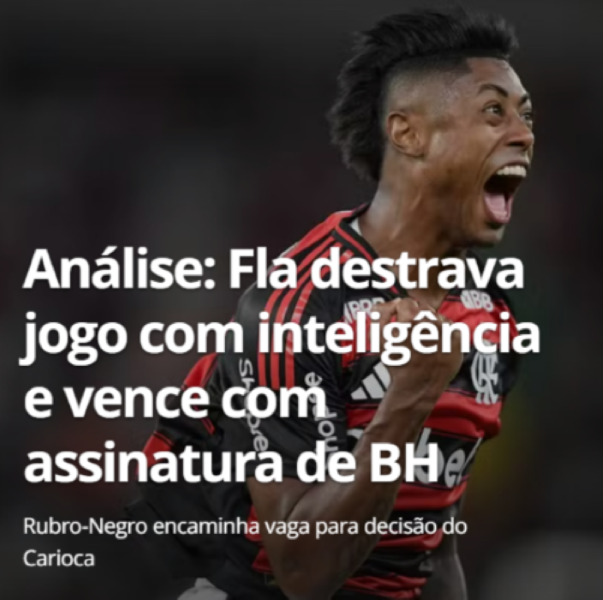 Análise: Fla destrava
jogo com inteligência
e vence com
assinatura de BH
Rubro-Negro encaminha vaga para decisão do
Carioca